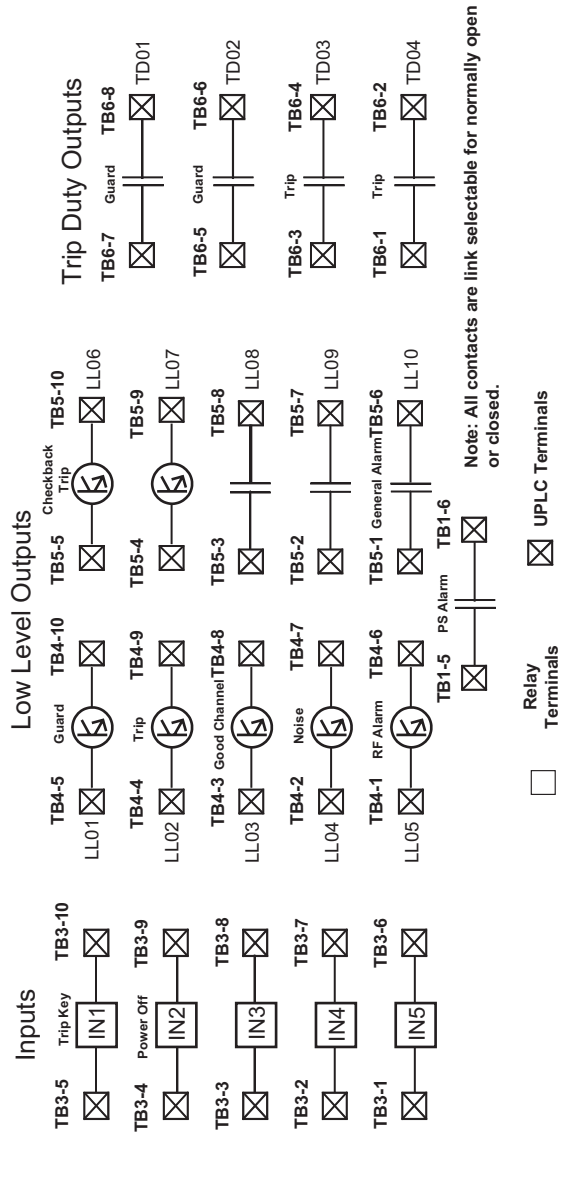 Inputs
Trip Key
TB3-5
TB3-10
IN1
Power Off
TB3-4
TB3-9
IN2
TB3-3
TB3-8
IN3
TB3-2
TB3-7
IN4
TB3-1
TB3-6
IN5
Low Level Outputs
Guard
TB4-5
TB4-10
LL01
Trip
TB4-4
TB4-9
LL02
Good Channel
TB4-3
TB4-8
LL03
Noise
TB4-2
TB4-7
LL04
RF Alarm
TB4-1
TB4-6
LL05
Checkback
Trip
TB5-5
TB5-10
LL06
TB5-4
TB5-9
LL07
TB5-3
TB5-8
LL08
TB5-2
TB5-7
LL09
General Alarm
TB5-1
TB5-6
LL10
PS Alarm
TB1-5
TB1-6
Trip Duty Outputs
TB6-7
TB6-8
Guard
TD01
TB6-5
TB6-6
Guard
TD02
TB6-3
TB6-4
Trip
TD03
TB6-1
TB6-2
Trip
TD04
Note: All contacts are link selectable for normally open
or closed.
Relay
Terminals
UPLC Terminals